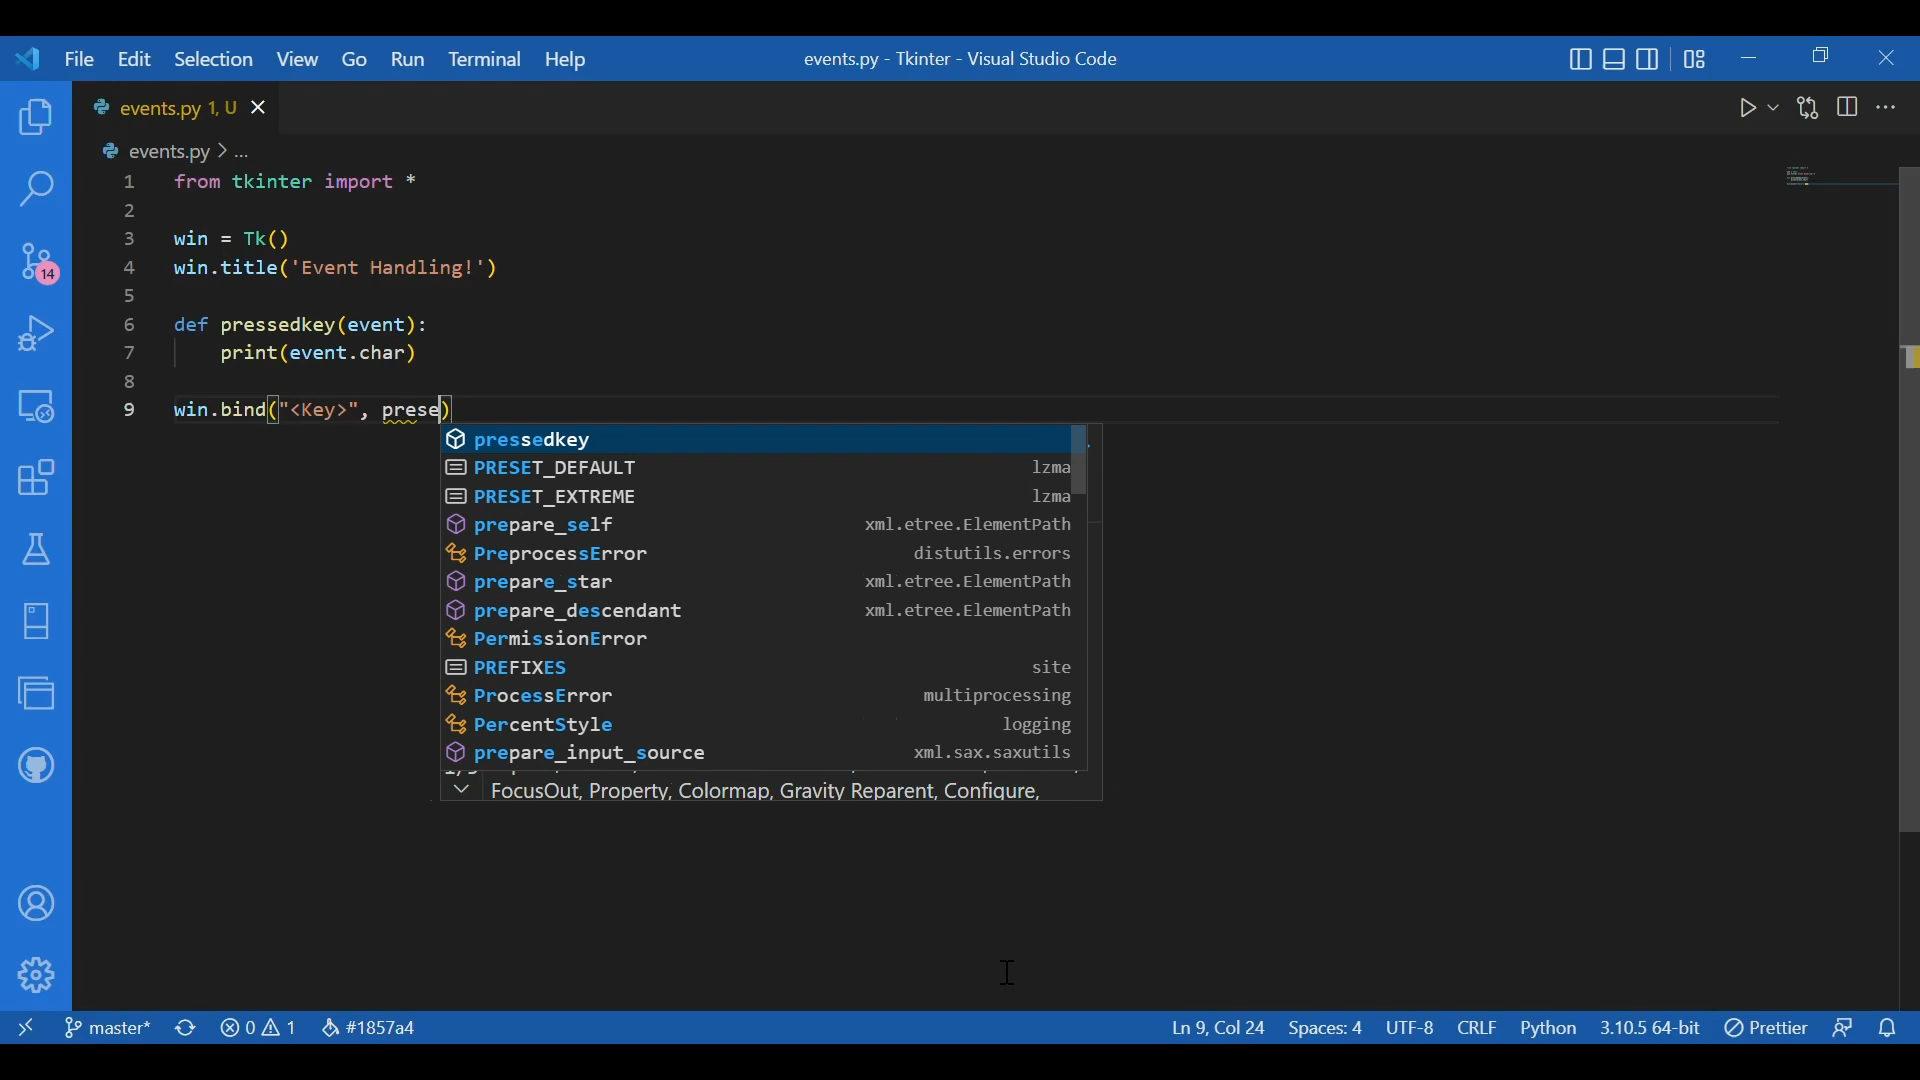 File Edit Selection View Go Run Terminal Help
events.py - Tkinter - Visual Studio Code
events.py 1, U
events.py > ...
1 from tkinter import *
2
3 win = Tk()
4 win.title('Event Handling!')
5
6 def pressedkey(event):
7 print(event.char)
8
9 win.bind("<Key>", prese)
pressedkey
PRESET_DEFAULT lzma
PRESET_EXTREME lzma
prepare_self xml.etree.ElementPath
PreprocessError distutils.errors
prepare_star xml.etree.ElementPath
prepare_descendant xml.etree.ElementPath
PermissionError
PREFIXES site
ProcessError multiprocessing
PercentStyle logging
prepare_input_source xml.sax.saxutils
FocusOut, Property, Colormap, Gravity Reparent, Configure,
14
master* 0 1 #1857a4 Ln 9, Col 24 Spaces: 4 UTF-8 CRLF Python 3.10.5 64-bit Prettier